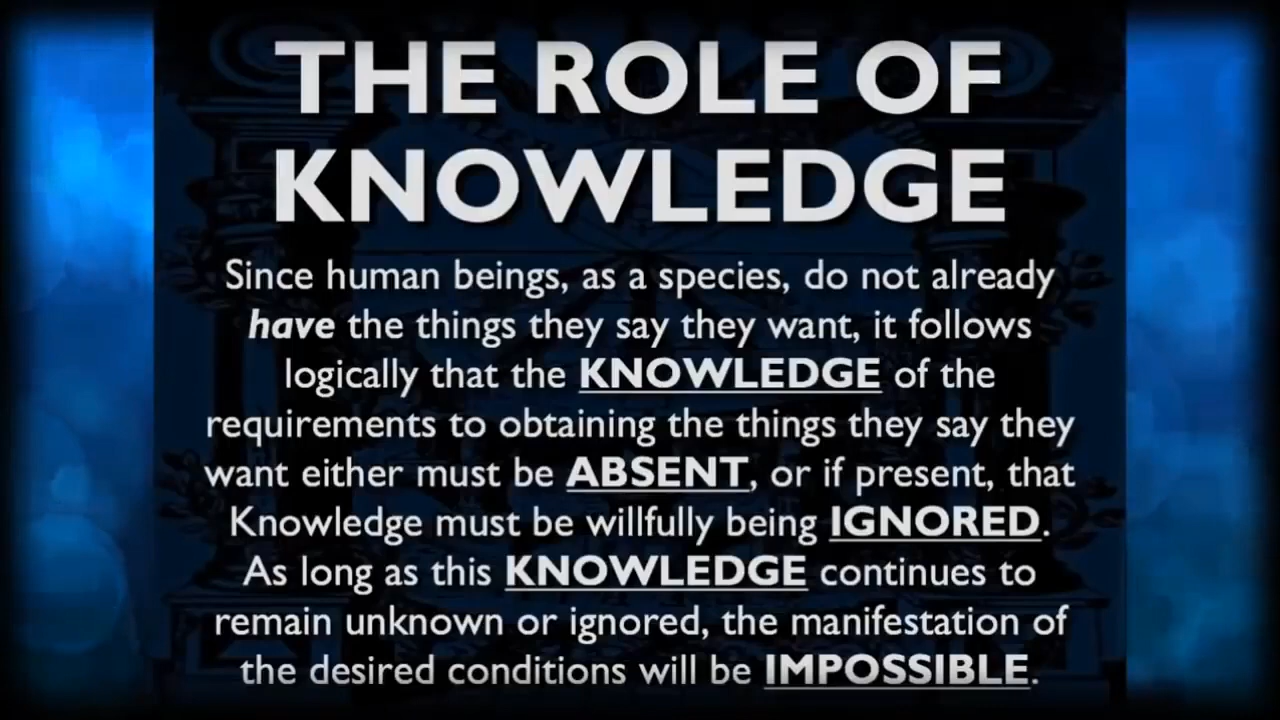 THE ROLE OF
KNOWLEDGE
Since human beings, as a species, do not already
have the things they say they want, it follows
logically that the KNOWLEDGE of the
requirements to obtaining the things they say they
want either must be ABSENT, or if present, that
Knowledge must be willfully being IGNORED.
As long as this KNOWLEDGE continues to
remain unknown or ignored, the manifestation of
the desired conditions will be IMPOSSIBLE.